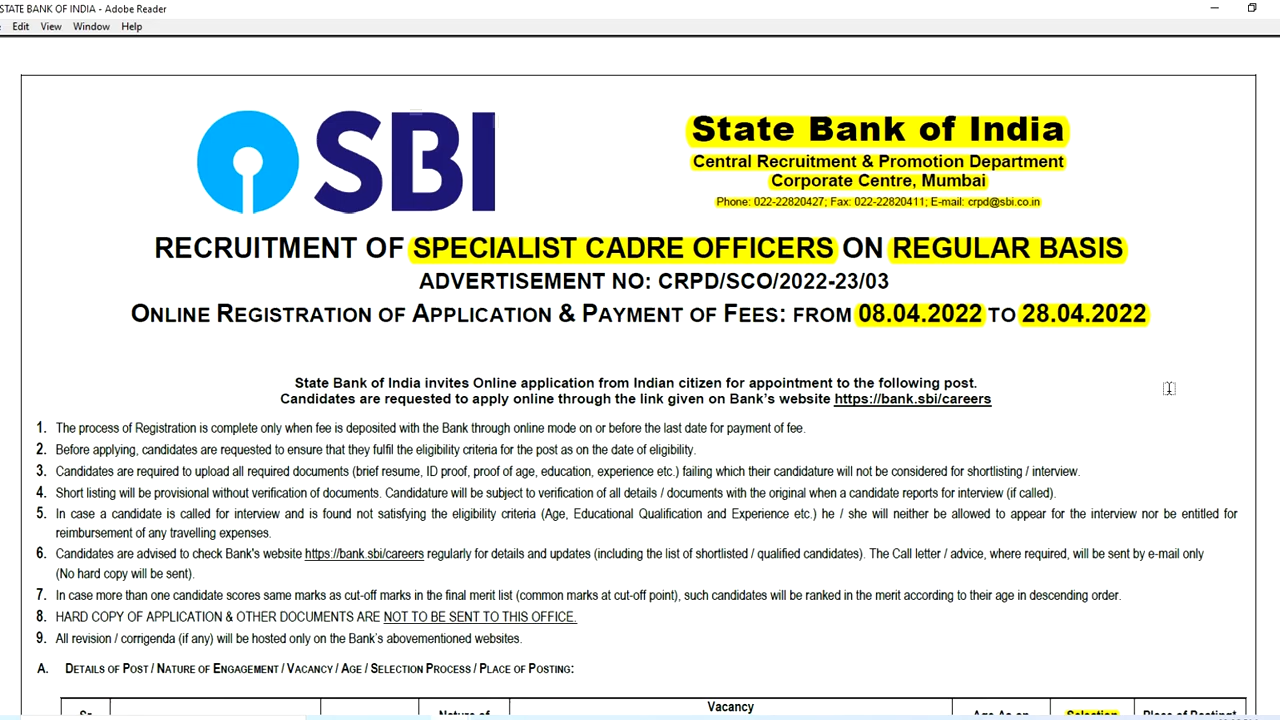 STATE BANK OF INDIA - Adobe Reader
Edit View Window Help
SBI
State Bank of India
Central Recruitment & Promotion Department
Corporate Centre, Mumbai
Phone: 022-22820427; Fax: 022-22820411; E-mail: crpd@sbi.co.in
RECRUITMENT OF SPECIALIST CADRE OFFICERS ON REGULAR BASIS
ADVERTISEMENT NO: CRPD/SCO/2022-23/03
ONLINE REGISTRATION OF APPLICATION & PAYMENT OF FEES: FROM 08.04.2022 TO 28.04.2022
State Bank of India invites Online application from Indian citizen for appointment to the following post.
Candidates are requested to apply online through the link given on Bank's website https://bank.sbi/careers
1. The process of Registration is complete only when fee is deposited with the Bank through online mode on or before the last date for payment of fee.
2. Before applying, candidates are requested to ensure that they fulfil the eligibility criteria for the post as on the date of eligibility.
3. Candidates are required to upload all required documents (brief resume, ID proof, proof of age, education, experience etc.) failing which their candidature will not be considered for shortlisting / interview.
4. Short listing will be provisional without verification of documents. Candidature will be subject to verification of all details / documents with the original when a candidate reports for interview (if called).
5. In case a candidate is called for interview and is found not satisfying the eligibility criteria (Age, Educational Qualification and Experience etc.) he / she will neither be allowed to appear for the interview nor be entitled for
reimbursement of any travelling expenses.
6. Candidates are advised to check Bank's website https://bank.sbi/careers regularly for details and updates (including the list of shortlisted / qualified candidates). The Call letter / advice, where required, will be sent by e-mail only
(No hard copy will be sent).
7. In case more than one candidate scores same marks as cut-off marks in the final merit list (common marks at cut-off point), such candidates will be ranked in the merit according to their age in descending order.
8. HARD COPY OF APPLICATION & OTHER DOCUMENTS ARE NOT TO BE SENT TO THIS OFFICE.
9. All revision / corrigenda (if any) will be hosted only on the Bank's abovementioned websites.
A. DETAILS OF POST / NATURE OF ENGAGEMENT / VACANCY / AGE / SELECTION PROCESS / PLACE OF POSTING:
Sr Nature of Vacancy Age As on Selection Place of Posting*